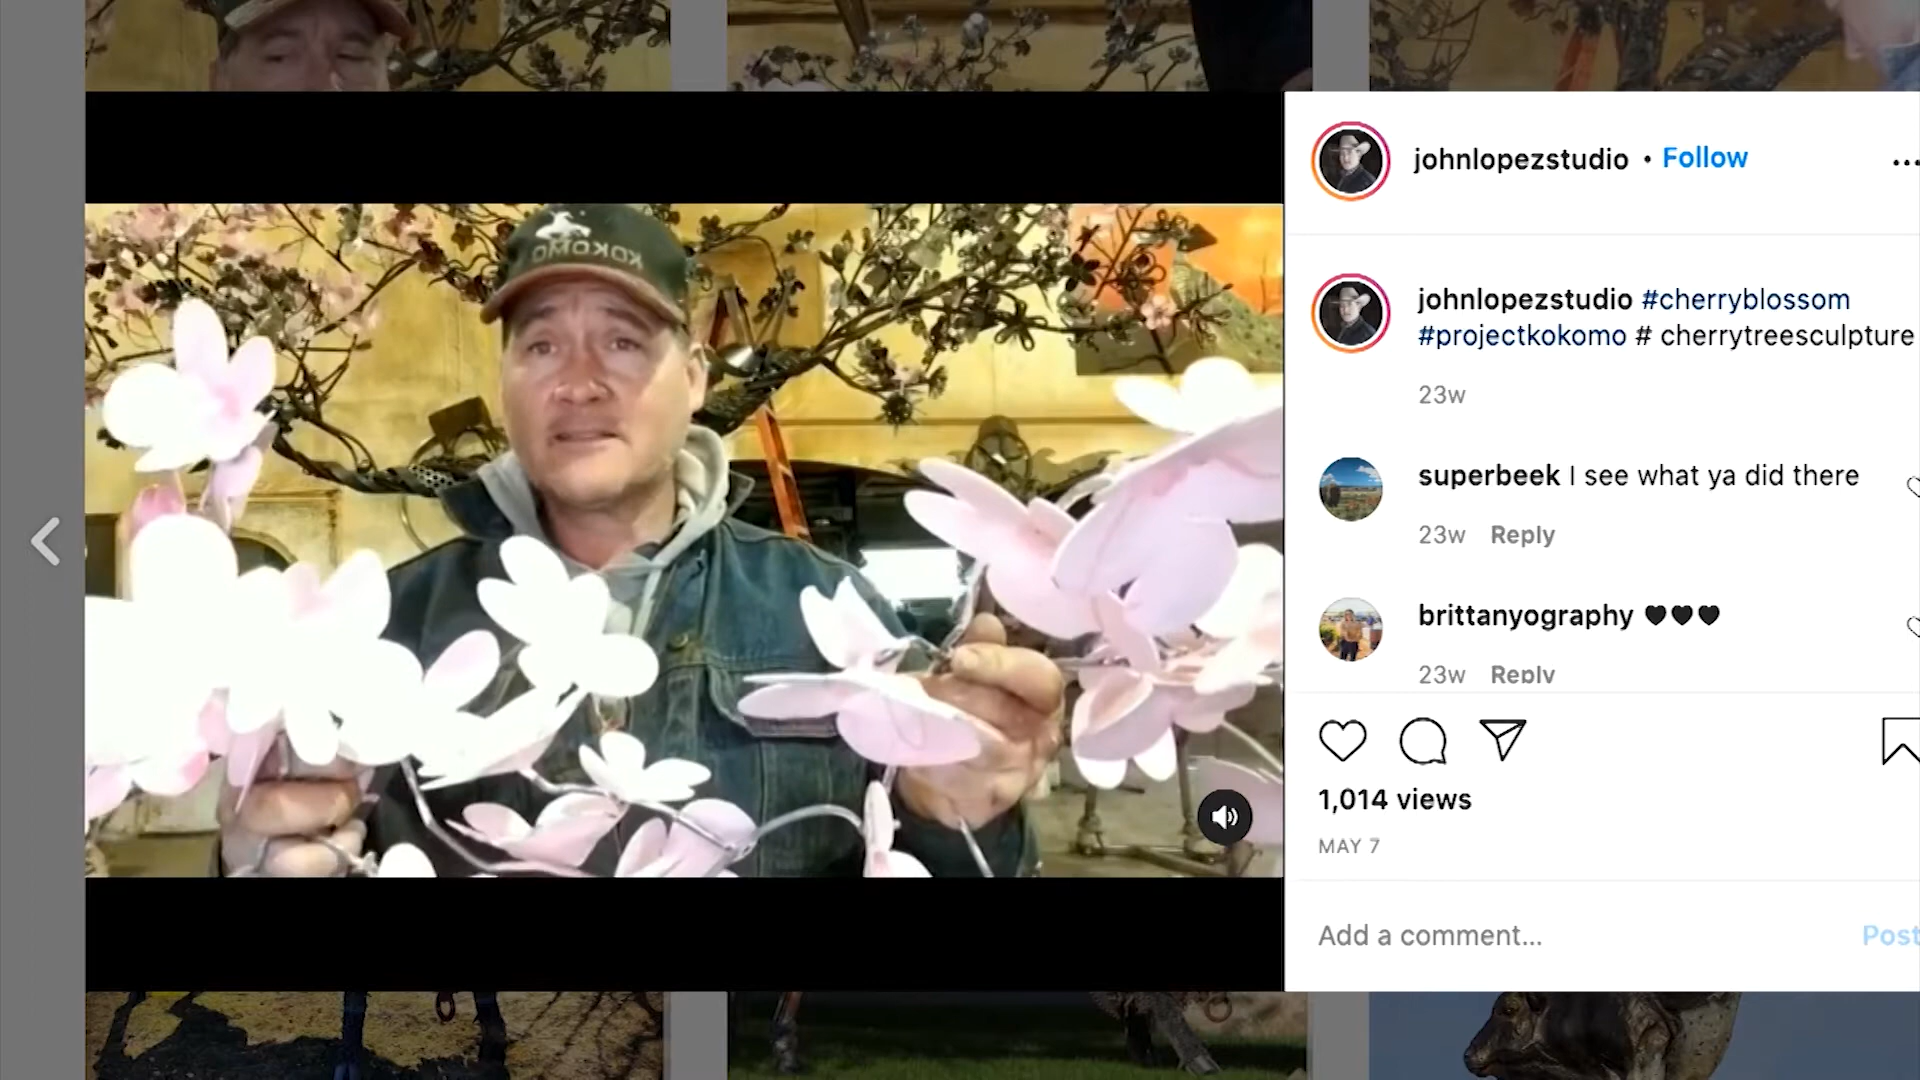 KOKOMO
johnlopezstudio • Follow
johnlopezstudio #cherryblossom
#projectkokomo # cherrytreesculpture
23w
superbeek I see what ya did there
23w Reply
brittanyography 🖤🖤🖤
23w Reply
1,014 views
MAY 7
Add a comment... Post